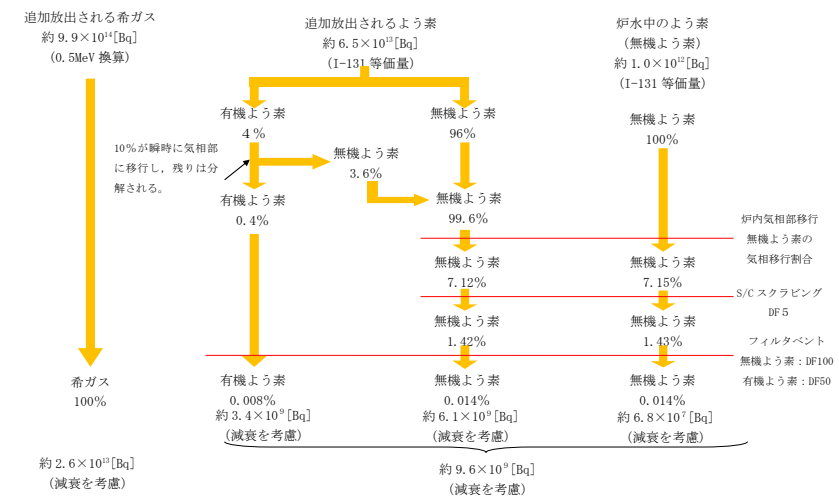 追加放出される希ガス
約 9.9×10¹⁴[Bq]
(0.5MeV 換算)
追加放出されるよう素
約 6.5×10¹³[Bq]
(I-131 等価量)
炉水中のよう素
(無機よう素)
約 1.0×10¹²[Bq]
(I-131 等価量)
有機よう素
4%
無機よう素
96%
無機よう素
100%
10%が瞬時に気相部
に移行し，残りは分
解される。
無機よう素
3.6%
有機よう素
0.4%
無機よう素
99.6%
炉内気相部移行
無機よう素の
気相移行割合
無機よう素
7.12%
無機よう素
7.15%
S/C スクラビング
DF５
無機よう素
1.42%
無機よう素
1.43%
フィルタベント
無機よう素：DF100
有機よう素：DF50
希ガス
100%
有機よう素
0.008%
約 3.4×10⁹[Bq]
(減衰を考慮)
無機よう素
0.014%
約 6.1×10⁹[Bq]
(減衰を考慮)
無機よう素
0.014%
約 6.8×10⁷[Bq]
(減衰を考慮)
約 2.6×10¹³[Bq]
(減衰を考慮)
約 9.6×10⁹[Bq]
(減衰を考慮)